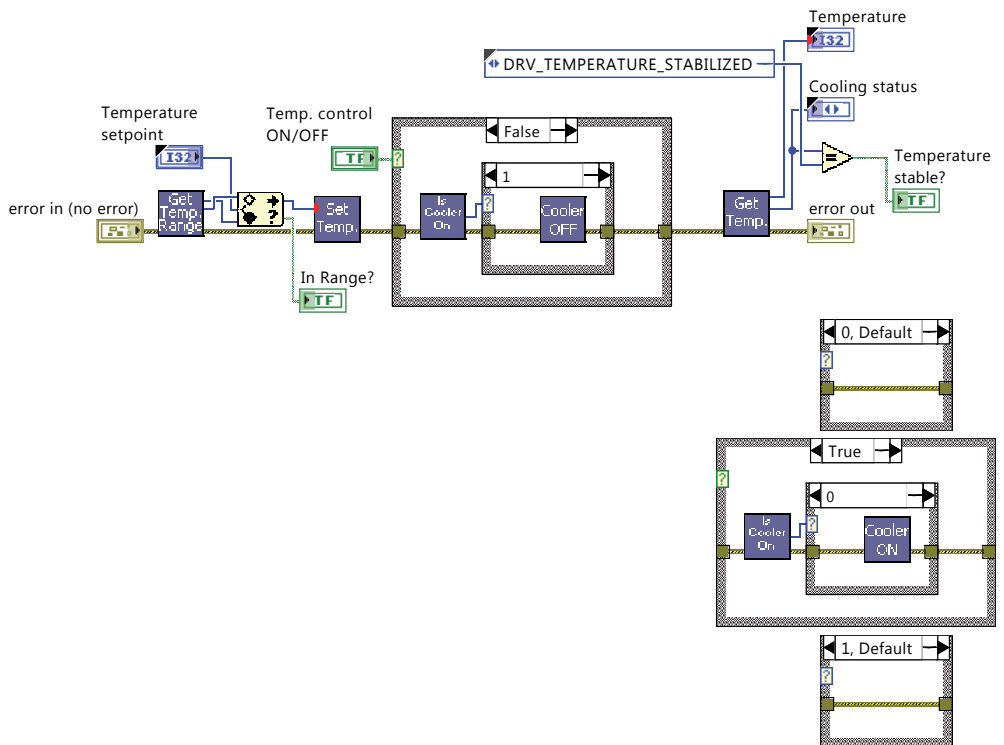 Temperature
I32
DRV_TEMPERATURE_STABILIZED
Cooling status
Temperature
setpoint
I32
Temp. control
ON/OFF
TF
?
False
1
=
Temperature
stable?
TF
error in (no error)
Get
Temp.
Range
?
Set
Temp.
Is
Cooler
On
?
Cooler
OFF
Get
Temp.
error out
In Range?
TF
0, Default
?
True
?
0
Is
Cooler
On
?
Cooler
ON
1, Default
?